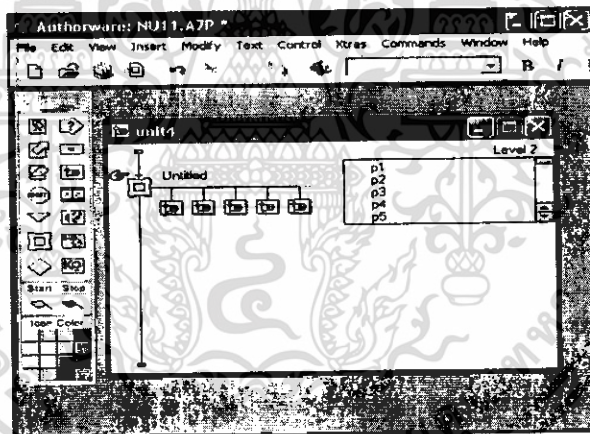 Authorware: NU11.A7P *
File Edit View Insert Modify Text Control Xtras Commands Window Help
B I
unit4
Level 2
Untitled
p1
p2
p3
p4
p5
Start Stop
Icon Color